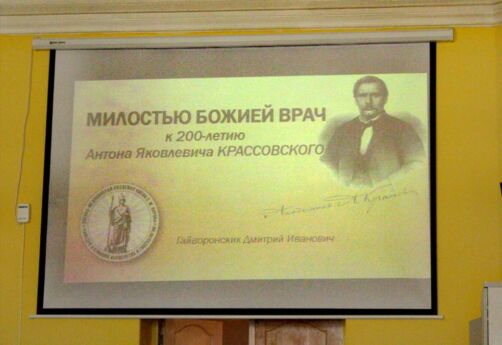 МИЛОСТЬЮ БОЖИЕЙ ВРАЧ
к 200-летию
Антона Яковлевича КРАССОВСКОГО
Гайворонских Дмитрий Иванович